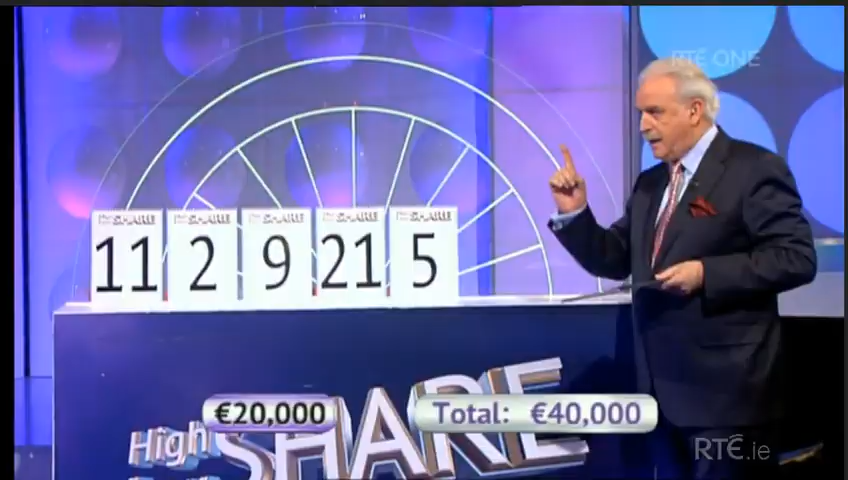 RTÉ ONE
SHARE SHARE SHARE SHARE SHARE
11 2 9 21 5
€20,000 Total: €40,000
High
SHARE
RTÉ.ie